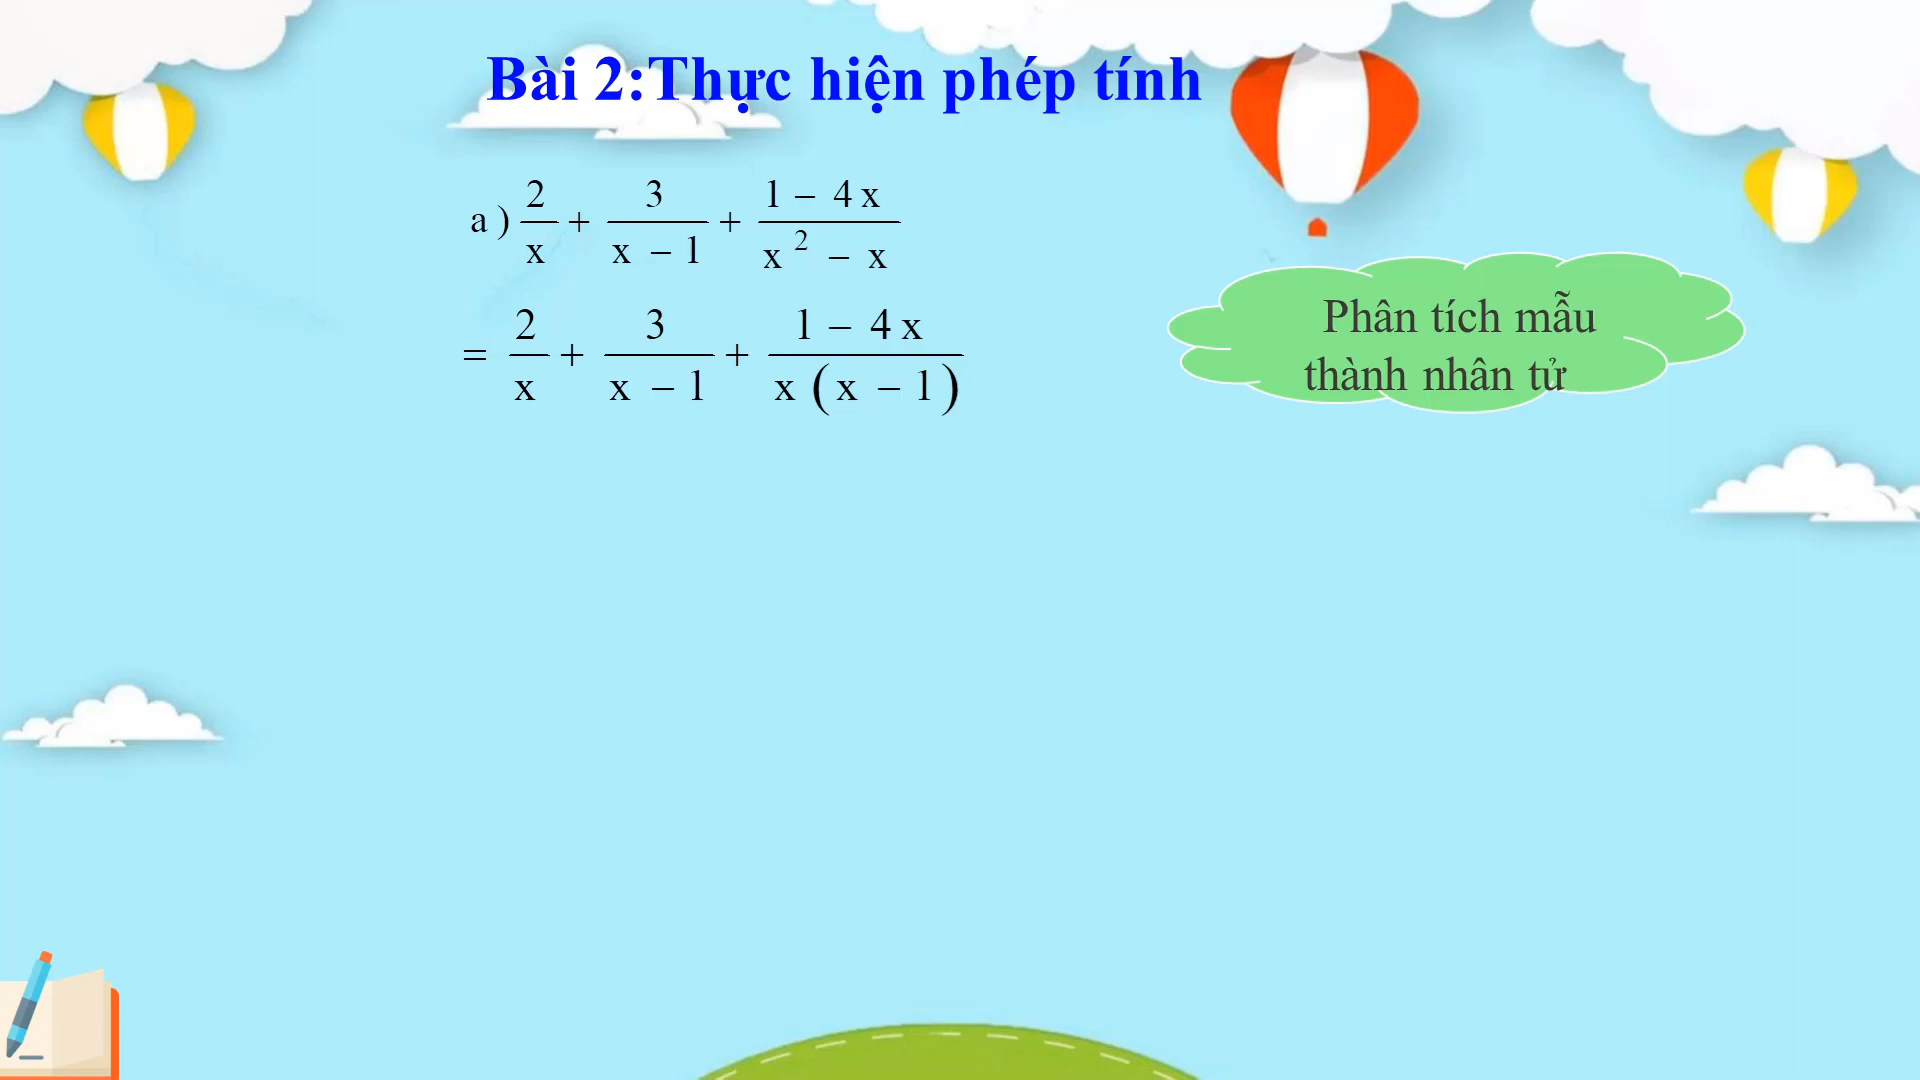 Bài 2:Thực hiện phép tính
a) 2/x + 3/(x – 1) + (1 – 4x)/(x² – x)
= 2/x + 3/(x – 1) + (1 – 4x)/(x(x – 1))
Phân tích mẫu
thành nhân tử